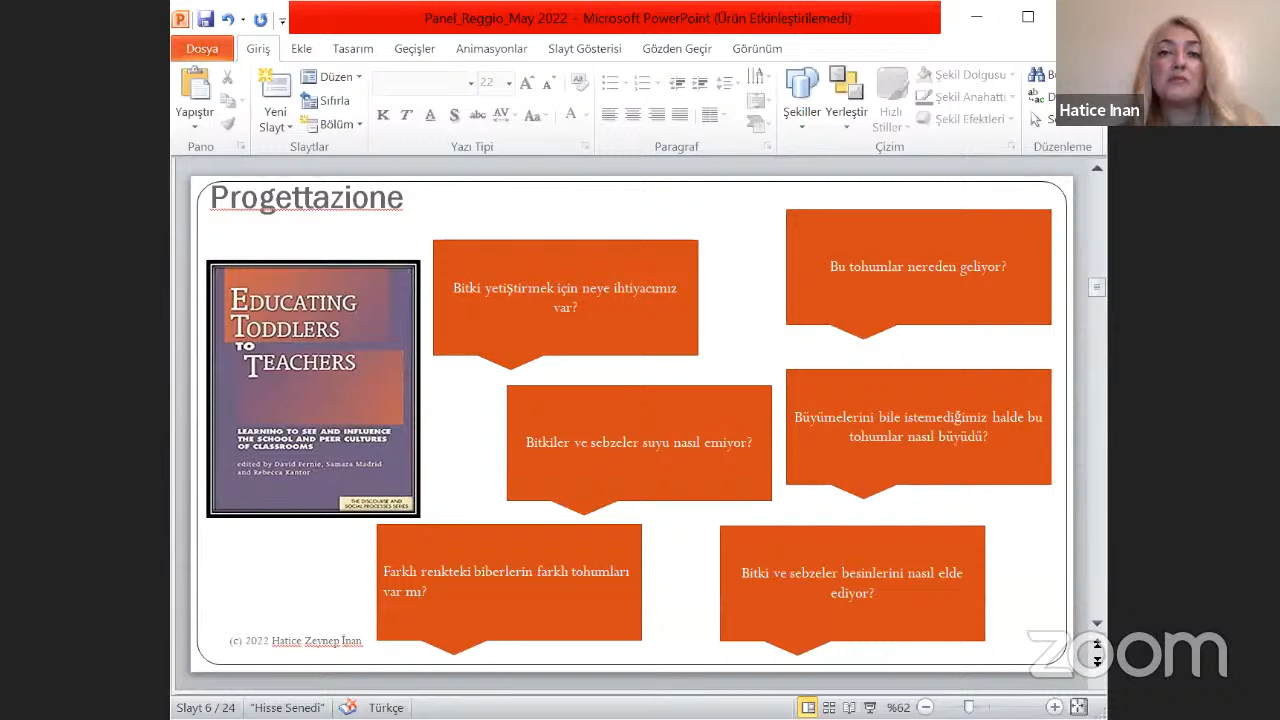 Panel_Reggio_May 2022 - Microsoft PowerPoint (Ürün Etkinleştirilemedi)
Dosya Giriş Ekle Tasarım Geçişler Animasyonlar Slayt Gösterisi Gözden Geçir Görünüm
Yapıştır
Yeni Slayt
Düzen
Sıfırla
Bölüm
22
K T A S abc AV Aa A
Şekiller
Yerleştir
Hızlı Stiller
Şekil Dolgusu
Şekil Anahattı
Şekil Efektleri
Pano Slaytlar Yazı Tipi Paragraf Çizim Düzenleme
Hatice Inan
Progettazione
EDUCATING
TODDLERS
TO
TEACHERS
LEARNING TO SEE AND INFLUENCE
THE SCHOOL AND PEER CULTURES
OF CLASSROOMS
edited by David Fernie, Samara Madrid
and Rebecca Kantor
THE DISCOURSE AND
SOCIAL PROCESSES SERIES
Bitki yetiştirmek için neye ihtiyacımız
var?
Bu tohumlar nereden geliyor?
Bitkiler ve sebzeler suyu nasıl emiyor?
Büyümelerini bile istemediğimiz halde bu
tohumlar nasıl büyüdü?
Farklı renkteki biberlerin farklı tohumları
var mı?
Bitki ve sebzeler besinlerini nasıl elde
ediyor?
(c) 2022 Hatice Zeynep İnan
zoom
Slayt 6 / 24 "Hisse Senedi" Türkçe %62